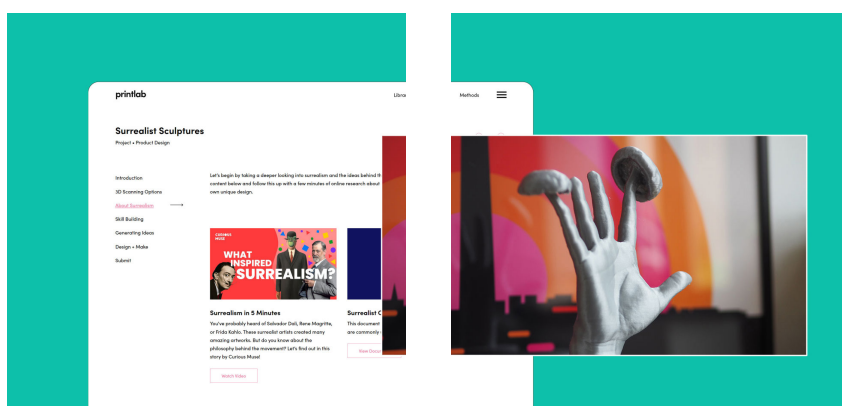 printlab
Methods
Surrealist Sculptures
Project + Product Design
Introduction
3D Scanning Options
About Surrealism
Skill Building
Generating Ideas
Design + Make
Submit
Let's begin by taking a deeper looking into surrealism and the ideas behind
content below and follow this up with a few minutes of online research about
own unique design.
CURIOUS
MUSE
WHAT
INSPIRED
SURREALISM?
Surrealism in 5 Minutes
You've probably heard of Salvador Dali, Rene Magritte,
or Frida Kahlo. These surrealist artists created many
amazing artworks. But do you know about the
philosophy behind the movement? Let's find out in this
story by Curious Muse!
Watch Video
Surrealist
This document
are commonly
View